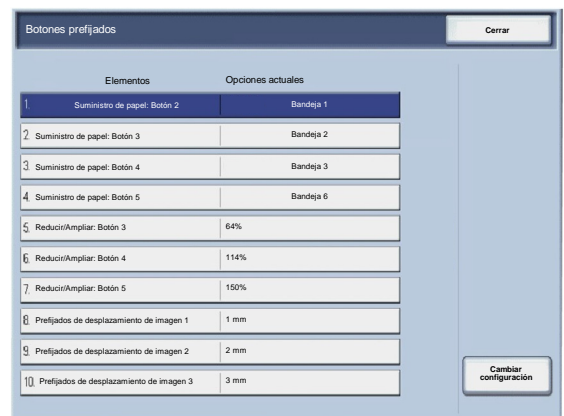 Botones prefijados
Cerrar
Elementos Opciones actuales
1. Suministro de papel: Botón 2 Bandeja 1
2. Suministro de papel: Botón 3 Bandeja 2
3. Suministro de papel: Botón 4 Bandeja 3
4. Suministro de papel: Botón 5 Bandeja 6
5. Reducir/Ampliar: Botón 3 64%
6. Reducir/Ampliar: Botón 4 114%
7. Reducir/Ampliar: Botón 5 150%
8. Prefijados de desplazamiento de imagen 1 1 mm
9. Prefijados de desplazamiento de imagen 2 2 mm
10. Prefijados de desplazamiento de imagen 3 3 mm
Cambiar
configuración